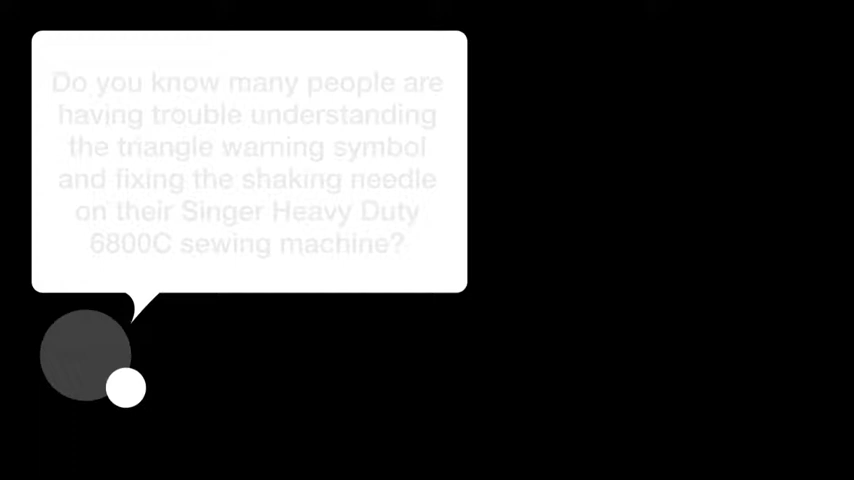 Do you know many people are
having trouble understanding
the triangle warning symbol
and fixing the shaking needle
on their Singer Heavy Duty
6800C sewing machine?